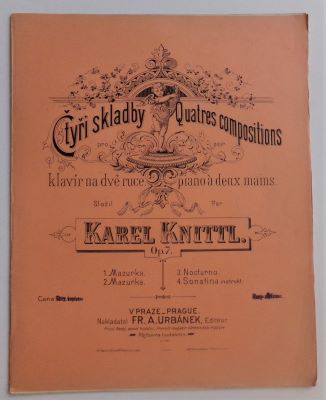 Čtyři skladby Quatres compositions
pro pour
klavír na dvě ruce piano à deux mains.
Složil Par
KAREL KNITTL.
Op. 7.
1. Mazurka. 3. Nocturno.
2. Mazurka. 4. Sonatina instrukt.
Cena
V PRAZE _ PRAGUE.
Nakladatel FR. A. URBÁNEK, Editeur